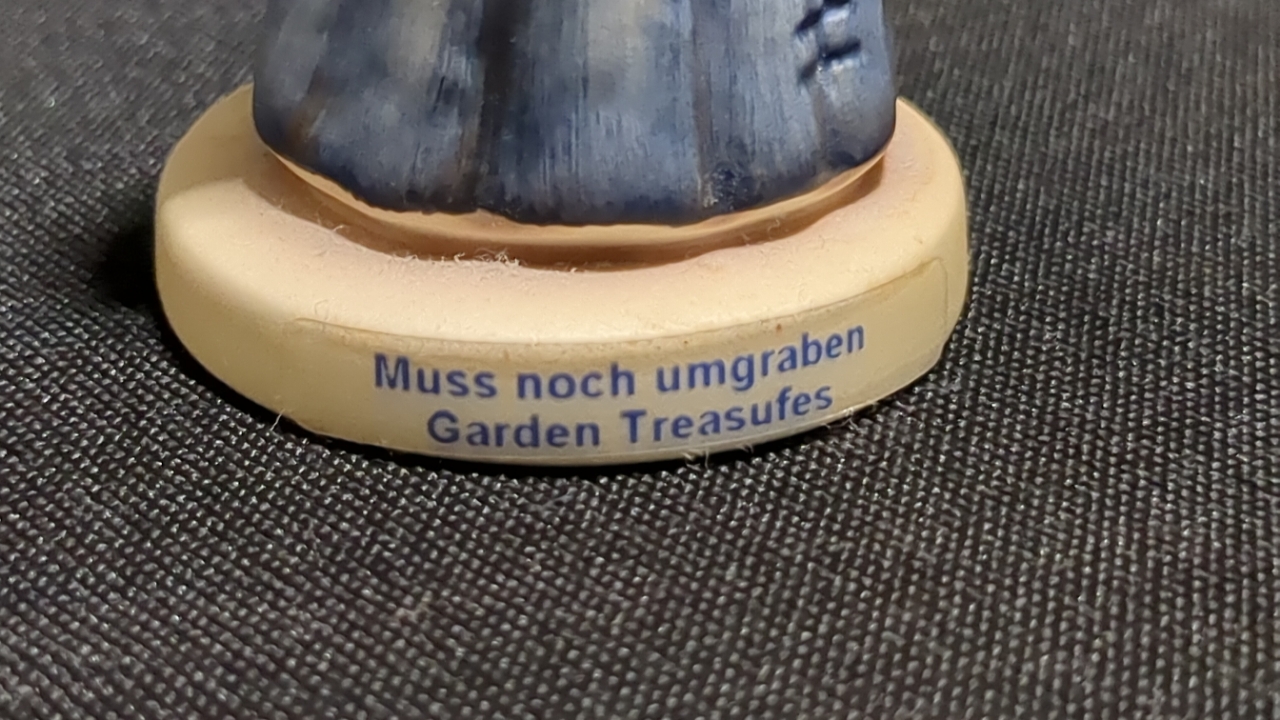 Muss noch umgraben
Garden Treasufes